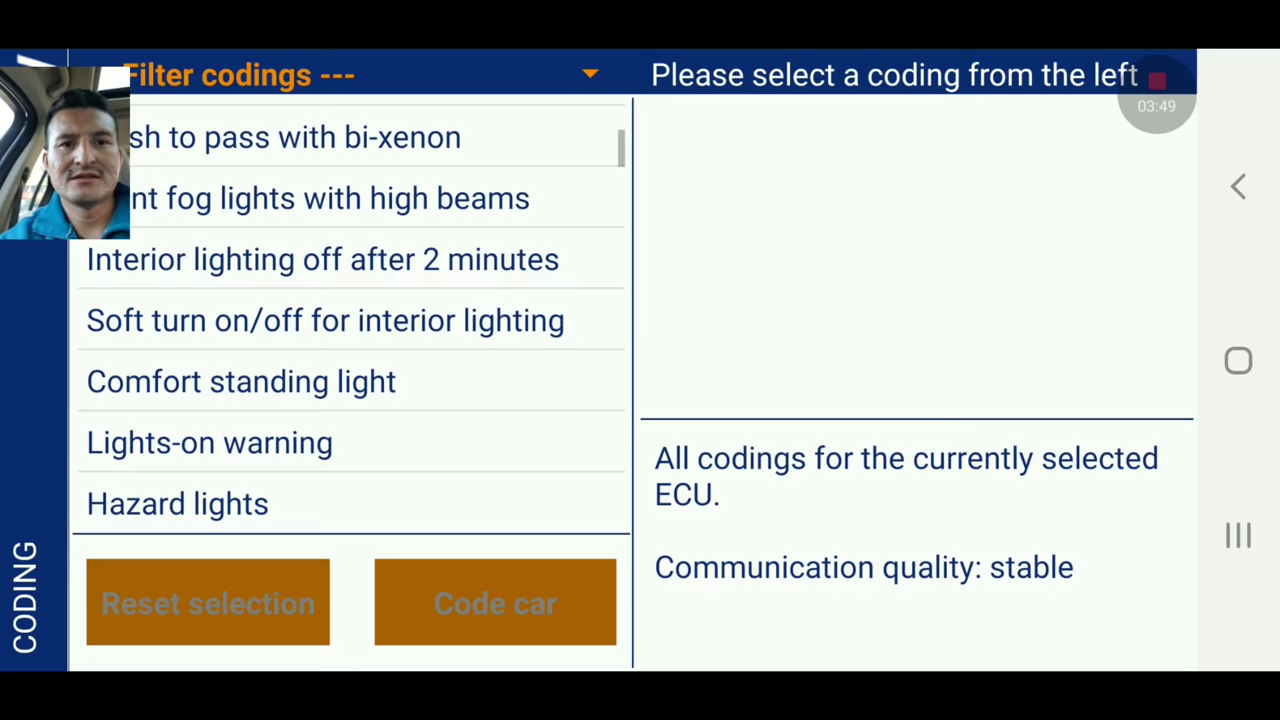 Filter codings ---
Please select a coding from the left
03:49
to pass with bi-xenon
fog lights with high beams
Interior lighting off after 2 minutes
Soft turn on/off for interior lighting
Comfort standing light
Lights-on warning
Hazard lights
All codings for the currently selected
ECU.
Communication quality: stable
Reset selection
Code car
CODING